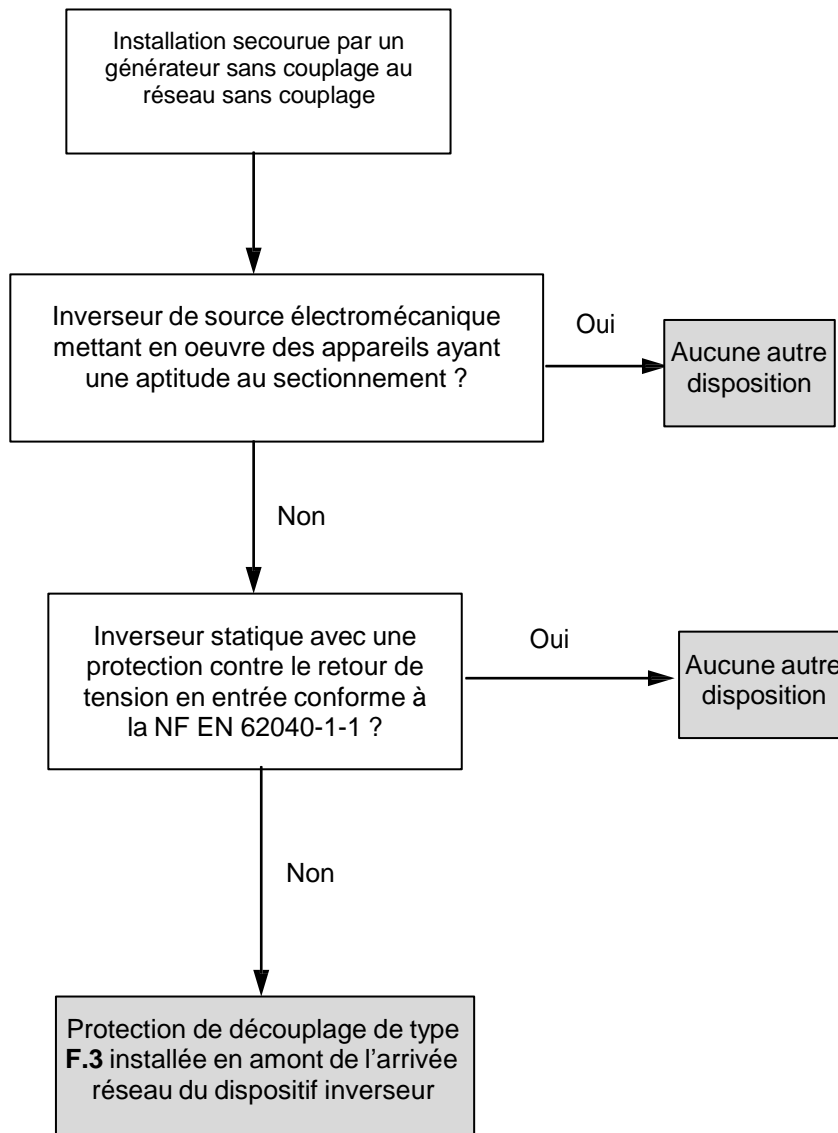 Installation secourue par un
générateur sans couplage au
réseau sans couplage
Inverseur de source électromécanique
mettant en oeuvre des appareils ayant
une aptitude au sectionnement ?
Oui
Aucune autre
disposition
Non
Inverseur statique avec une
protection contre le retour de
tension en entrée conforme à
la NF EN 62040-1-1 ?
Oui
Aucune autre
disposition
Non
Protection de découplage de type
F.3 installée en amont de l’arrivée
réseau du dispositif inverseur